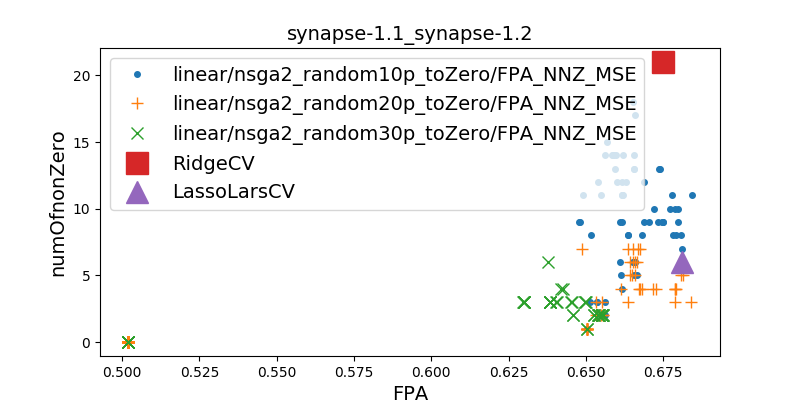 synapse-1.1_synapse-1.2
linear/nsga2_random10p_toZero/FPA_NNZ_MSE
linear/nsga2_random20p_toZero/FPA_NNZ_MSE
linear/nsga2_random30p_toZero/FPA_NNZ_MSE
RidgeCV
LassoLarsCV
numOfnonZero
20
15
10
5
0
0.500 0.525 0.550 0.575 0.600 0.625 0.650 0.675
FPA